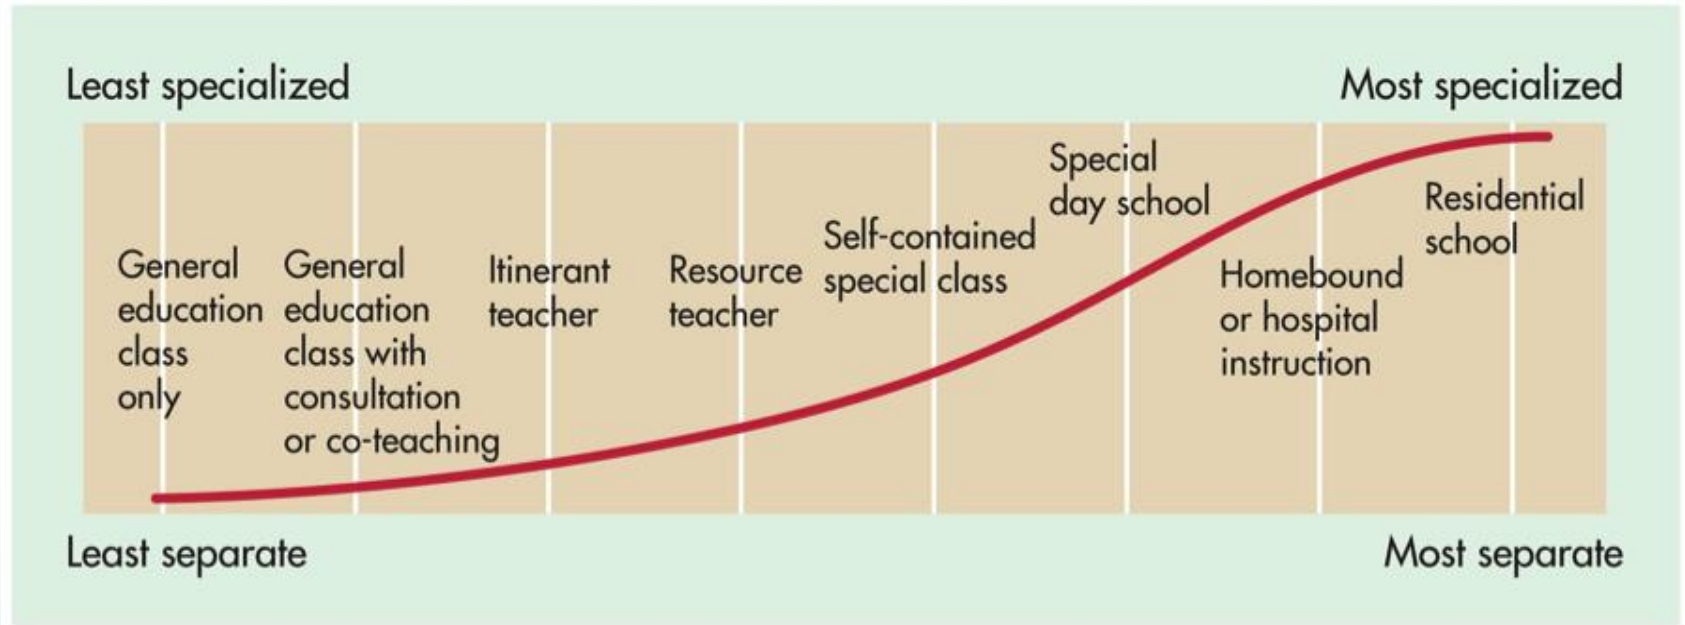 Least specialized
Most specialized
General
education
class
only
General
education
class with
consultation
or co-teaching
Itinerant
teacher
Resource
teacher
Self-contained
special class
Special
day school
Homebound
or hospital
instruction
Residential
school
Least separate
Most separate